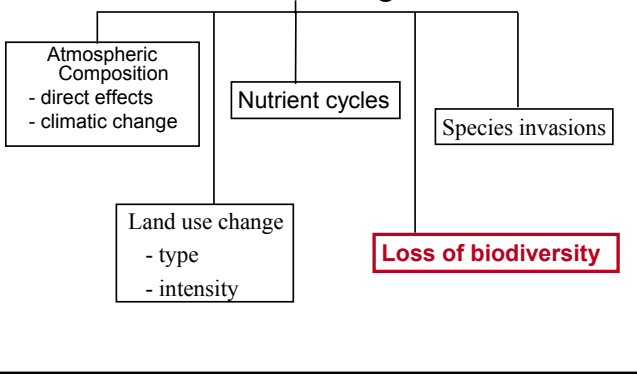 Atmospheric
Composition
- direct effects
- climatic change
Nutrient cycles
Species invasions
Land use change
- type
- intensity
Loss of biodiversity